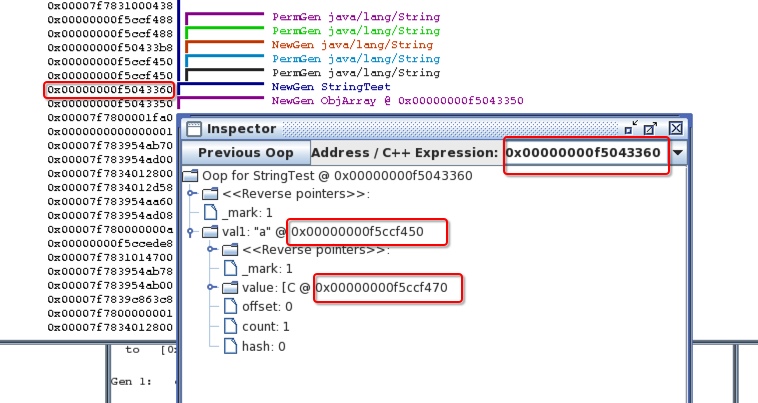 0x00007f7831000438
0x00000000f5ccf488 PermGen java/lang/String
0x00000000f5ccf488 PermGen java/lang/String
0x00000000f50433b8 NewGen java/lang/String
0x00000000f5ccf450 PermGen java/lang/String
0x00000000f5ccf450 PermGen java/lang/String
0x00000000f5043360 NewGen StringTest
0x00000000f5043350 NewGen ObjArray @ 0x00000000f5043350
0x00007f7800001fa0
0x0000000000000001
0x00007f783954ab70
0x00007f783954ad00
0x00007f7834012800
0x00007f7834012d58
0x00007f783954aa60
0x00007f783954ad08
0x00007f780000000a
0x00000000f5ccede8
0x00007f7831014700
0x00007f783954ab78
0x00007f783954ab00
0x00007f7839c863c8
0x00007f7800000001
0x00007f7834012800
Inspector
Previous Oop Address / C++ Expression: 0x00000000f5043360
Oop for StringTest @ 0x00000000f5043360
<<Reverse pointers>>:
_mark: 1
val1: "a" @ 0x00000000f5ccf450
<<Reverse pointers>>:
_mark: 1
value: [C @ 0x00000000f5ccf470
offset: 0
count: 1
hash: 0
to [0
Gen 1: